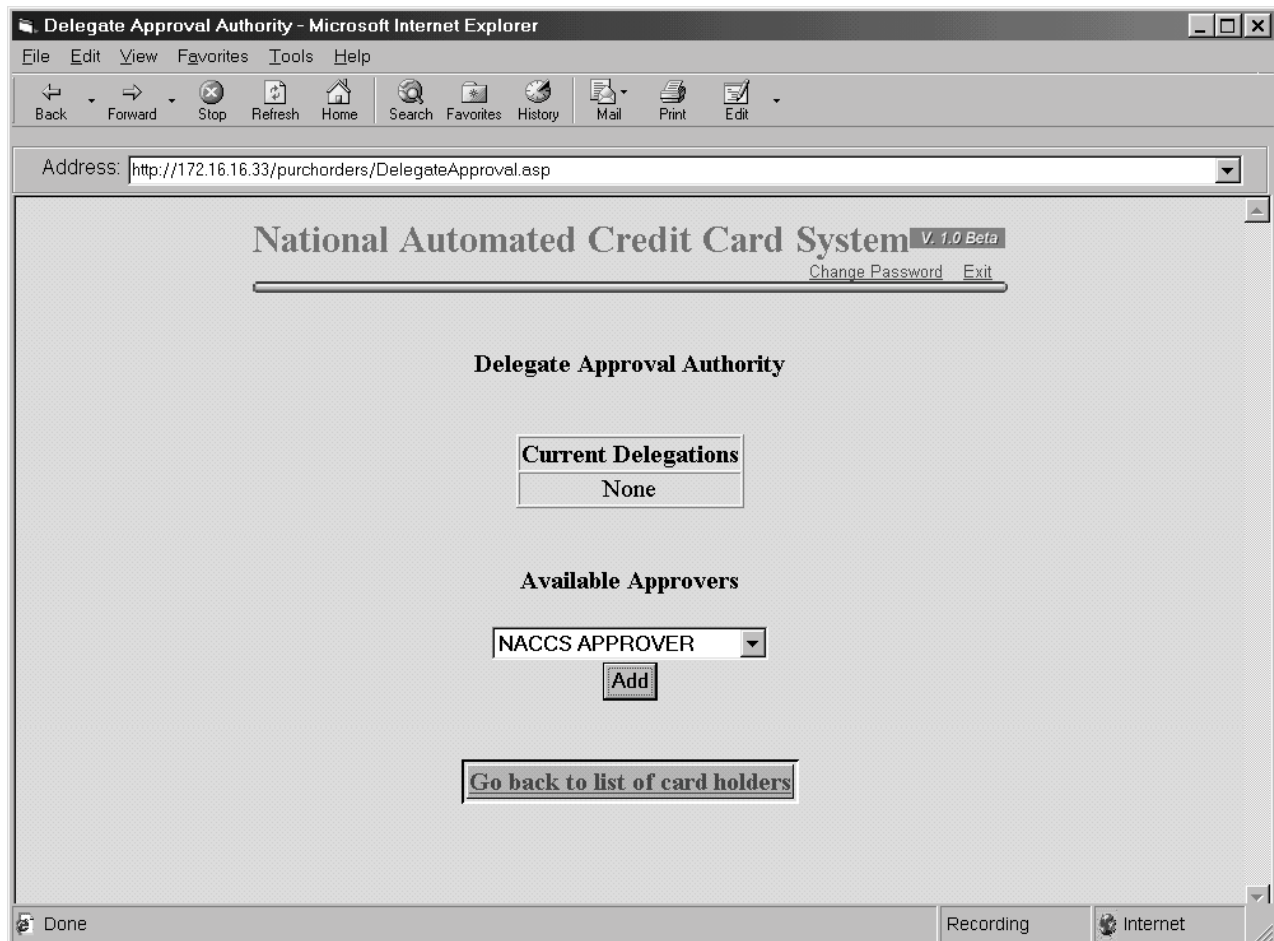 Delegate Approval Authority - Microsoft Internet Explorer
File Edit View Favorites Tools Help
Back Forward Stop Refresh Home Search Favorites History Mail Print Edit
Address: http://172.16.16.33/purchorders/DelegateApproval.asp
National Automated Credit Card System V. 1.0 Beta
Change Password Exit
Delegate Approval Authority
Current Delegations
None
Available Approvers
NACCS APPROVER
Add
Go back to list of card holders
Done Recording Internet